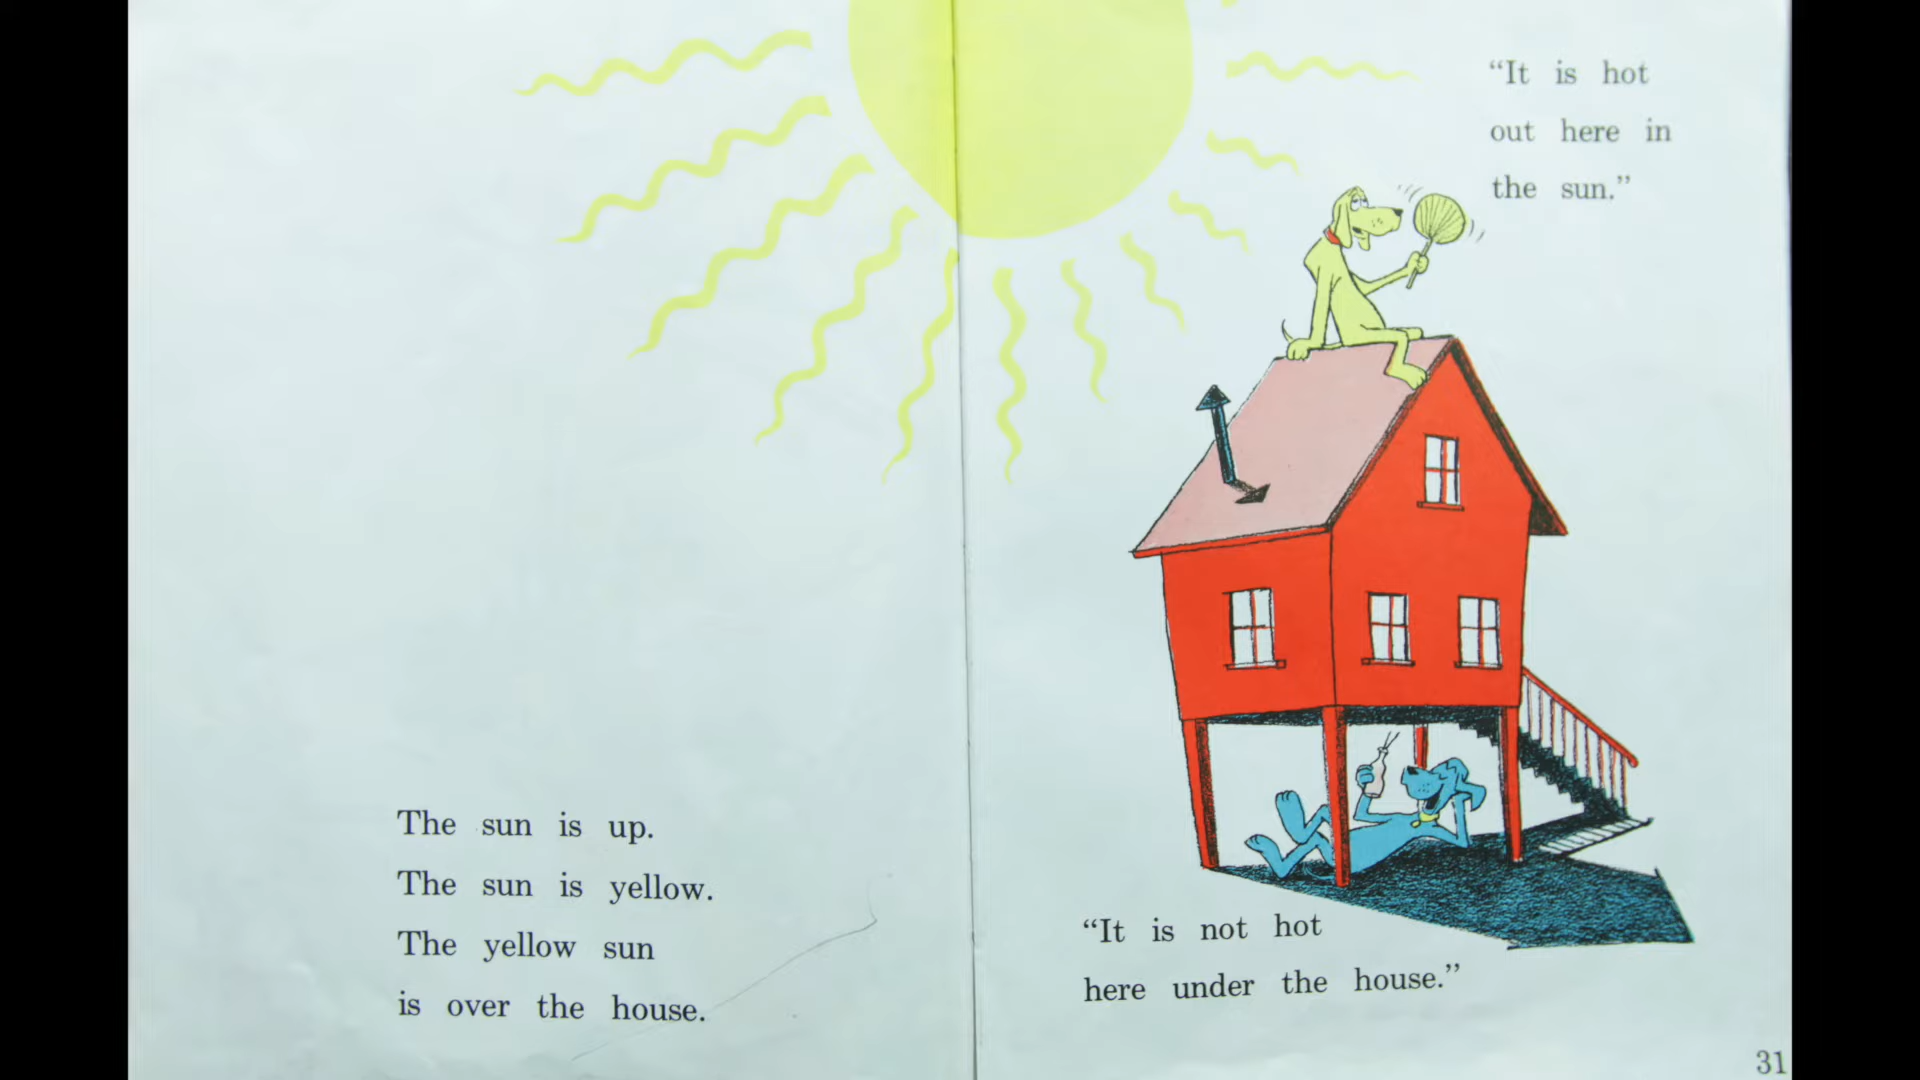 The sun is up.
The sun is yellow.
The yellow sun
is over the house.
“It is hot
out here in
the sun.”
“It is not hot
here under the house.”
31